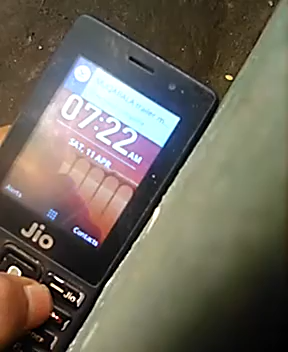 07:22 AM
SAT, 11 APR
Alerts
Contacts
Jio
Jio